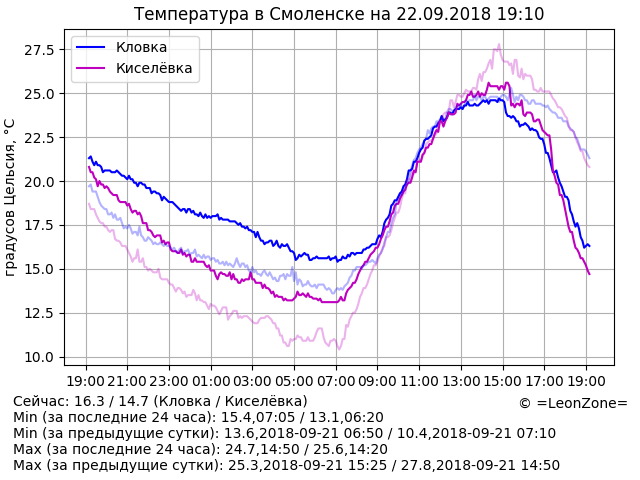 Температура в Смоленске на 22.09.2018 19:10
Кловка
Киселёвка
градусов Цельсия, °C
27.5
25.0
22.5
20.0
17.5
15.0
12.5
10.0
19:00 21:00 23:00 01:00 03:00 05:00 07:00 09:00 11:00 13:00 15:00 17:00 19:00
Сейчас: 16.3 / 14.7 (Кловка / Киселёвка)
© =LeonZone=
Min (за последние 24 часа): 15.4,07:05 / 13.1,06:20
Min (за предыдущие сутки): 13.6,2018-09-21 06:50 / 10.4,2018-09-21 07:10
Max (за последние 24 часа): 24.7,14:50 / 25.6,14:20
Max (за предыдущие сутки): 25.3,2018-09-21 15:25 / 27.8,2018-09-21 14:50